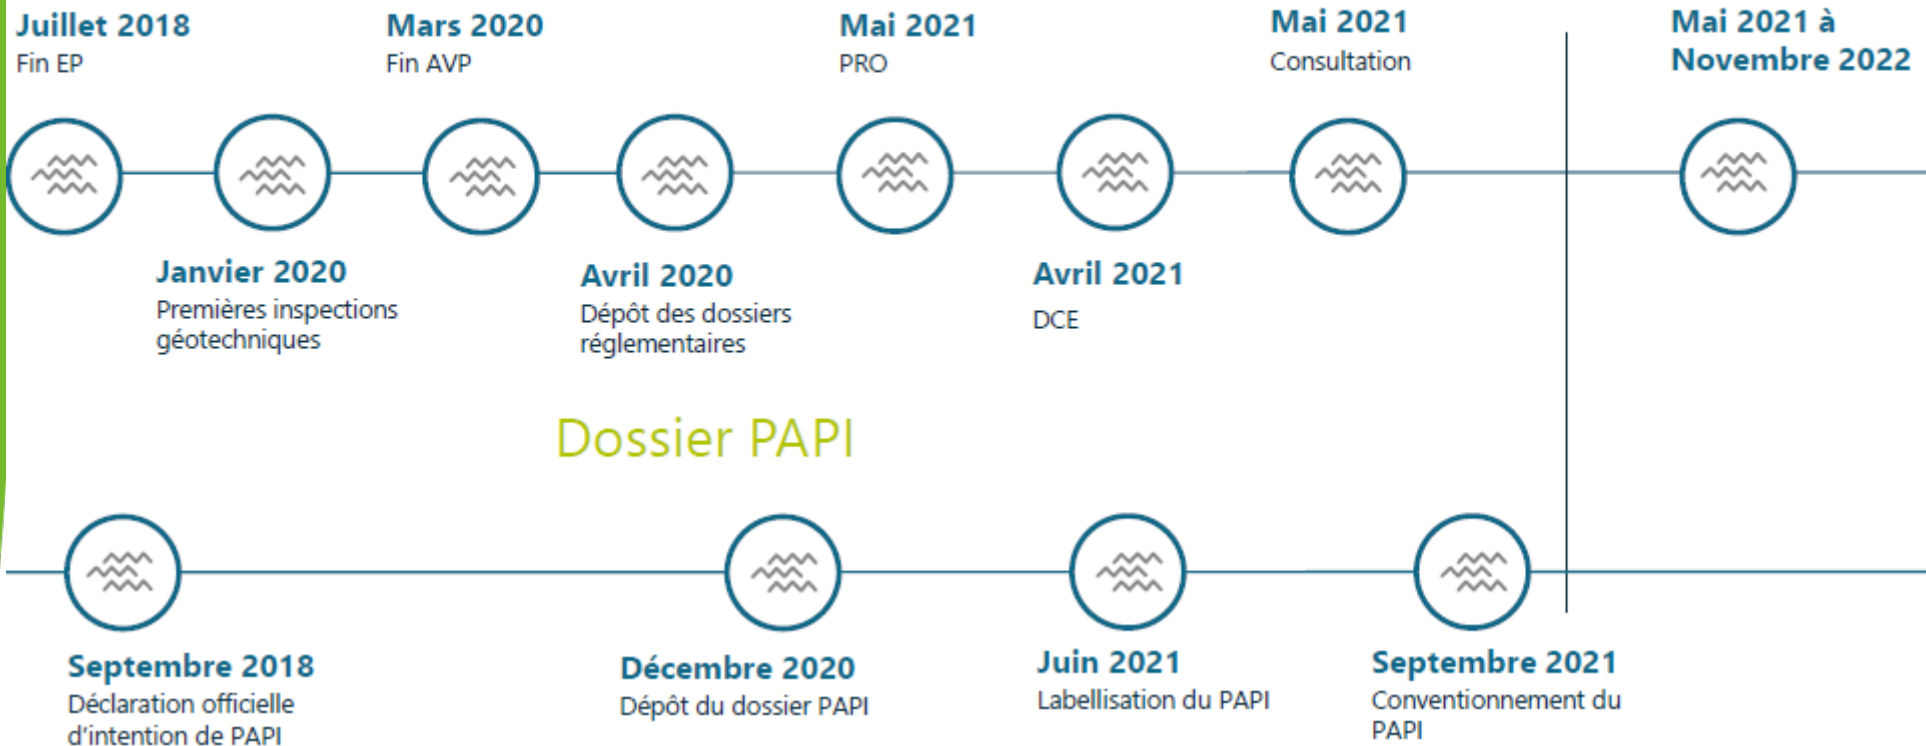 Juillet 2018
Fin EP
Mars 2020
Fin AVP
Mai 2021
PRO
Mai 2021
Consultation
Mai 2021 à
Novembre 2022
Janvier 2020
Premières inspections
géotechniques
Avril 2020
Dépôt des dossiers
réglementaires
Avril 2021
DCE
Dossier PAPI
Septembre 2018
Déclaration officielle
d'intention de PAPI
Décembre 2020
Dépôt du dossier PAPI
Juin 2021
Labellisation du PAPI
Septembre 2021
Conventionnement du
PAPI